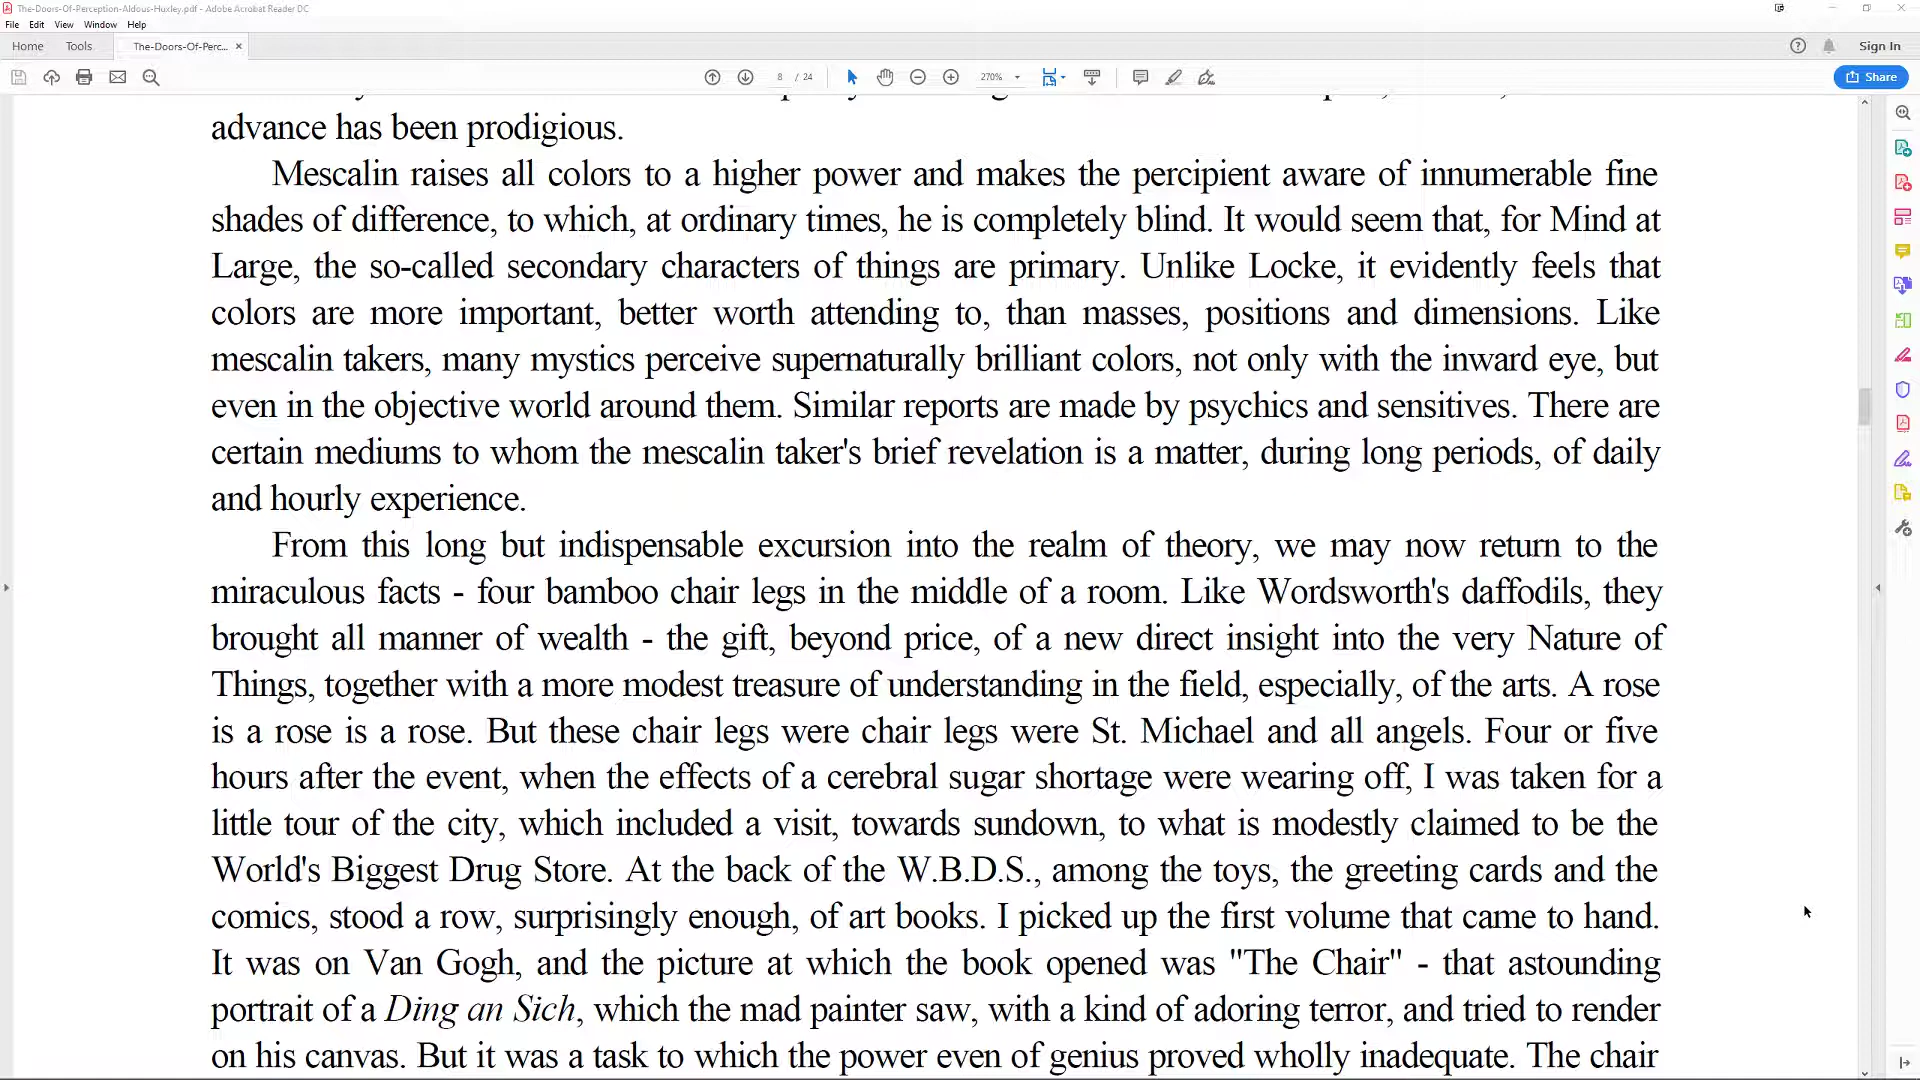 The-Doors-Of-Perception-Aldous-Huxley.pdf - Adobe Acrobat Reader DC
File Edit View Window Help
Home Tools The-Doors-Of-Perc... × Sign In
8 / 24 270% Share
advance has been prodigious.
Mescalin raises all colors to a higher power and makes the percipient aware of innumerable fine
shades of difference, to which, at ordinary times, he is completely blind. It would seem that, for Mind at
Large, the so-called secondary characters of things are primary. Unlike Locke, it evidently feels that
colors are more important, better worth attending to, than masses, positions and dimensions. Like
mescalin takers, many mystics perceive supernaturally brilliant colors, not only with the inward eye, but
even in the objective world around them. Similar reports are made by psychics and sensitives. There are
certain mediums to whom the mescalin taker's brief revelation is a matter, during long periods, of daily
and hourly experience.
From this long but indispensable excursion into the realm of theory, we may now return to the
miraculous facts - four bamboo chair legs in the middle of a room. Like Wordsworth's daffodils, they
brought all manner of wealth - the gift, beyond price, of a new direct insight into the very Nature of
Things, together with a more modest treasure of understanding in the field, especially, of the arts. A rose
is a rose is a rose. But these chair legs were chair legs were St. Michael and all angels. Four or five
hours after the event, when the effects of a cerebral sugar shortage were wearing off, I was taken for a
little tour of the city, which included a visit, towards sundown, to what is modestly claimed to be the
World's Biggest Drug Store. At the back of the W.B.D.S., among the toys, the greeting cards and the
comics, stood a row, surprisingly enough, of art books. I picked up the first volume that came to hand.
It was on Van Gogh, and the picture at which the book opened was "The Chair" - that astounding
portrait of a Ding an Sich, which the mad painter saw, with a kind of adoring terror, and tried to render
on his canvas. But it was a task to which the power even of genius proved wholly inadequate. The chair